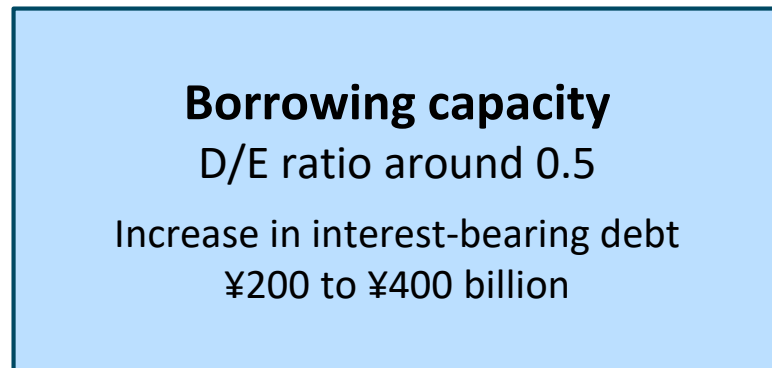 Borrowing capacity
D/E ratio around 0.5
Increase in interest-bearing debt
¥200 to ¥400 billion